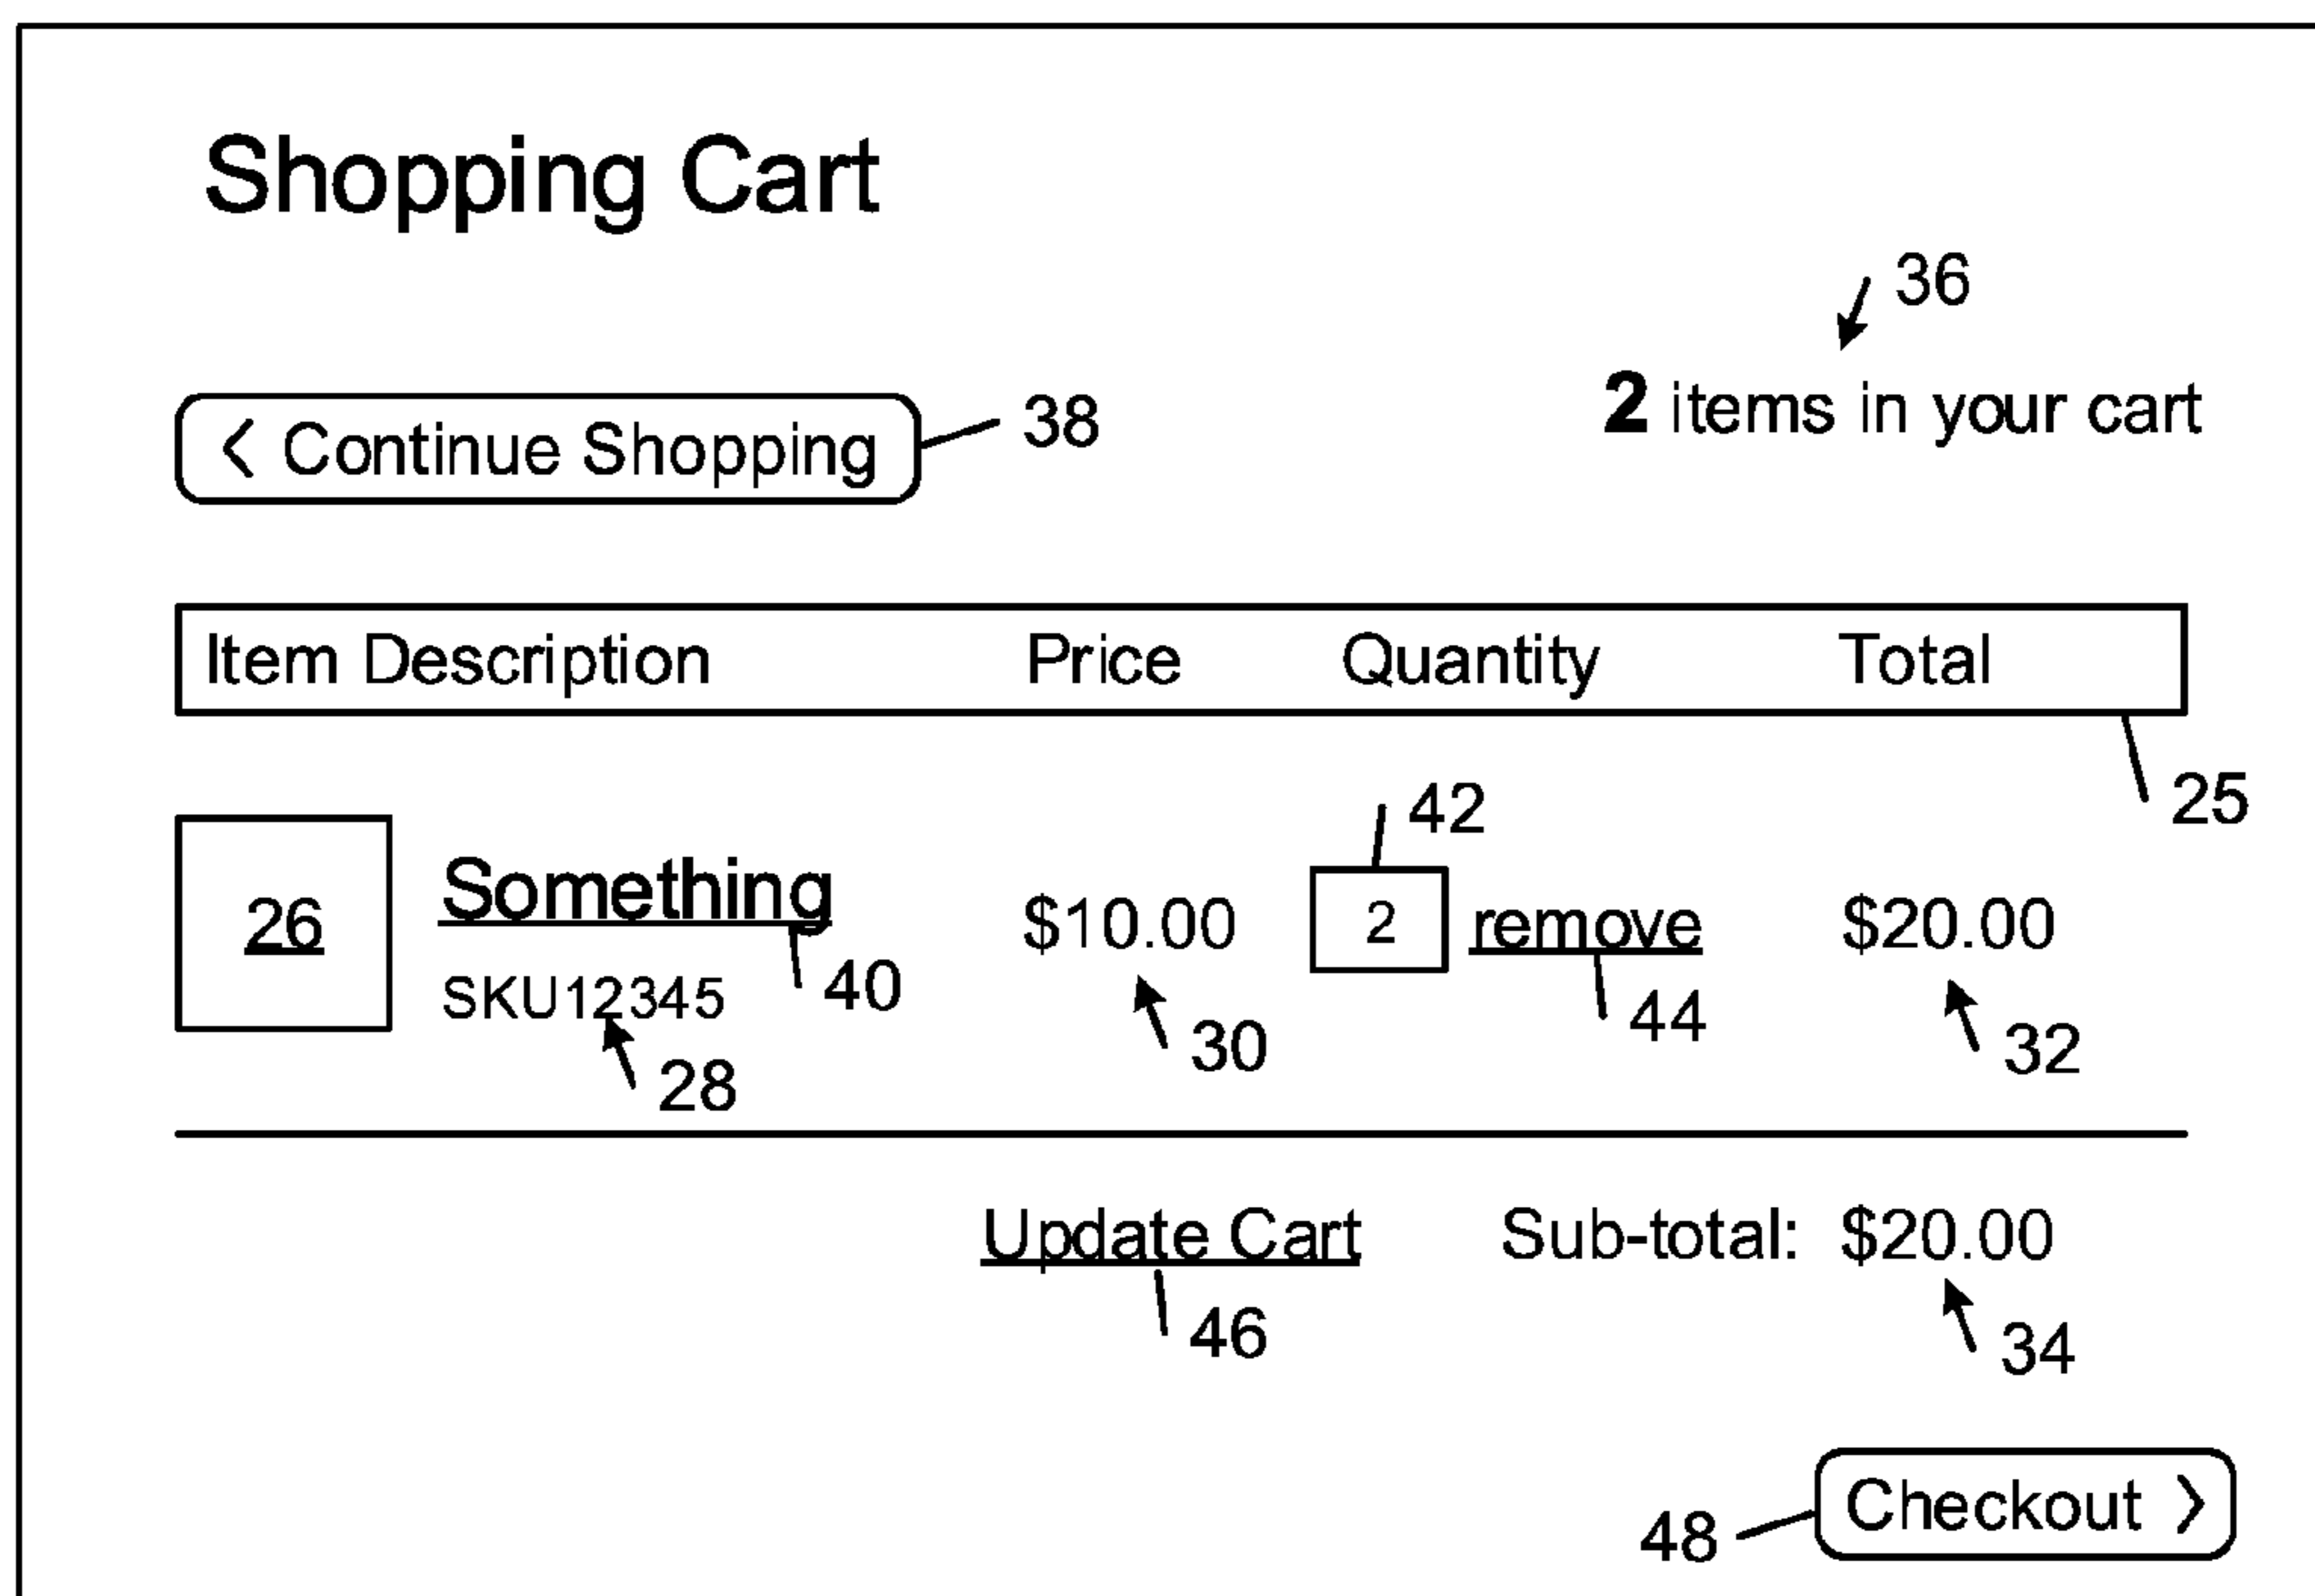 Shopping Cart
36
2 items in your cart
< Continue Shopping 38
Item Description Price Quantity Total
25
42
26 Something $10.00 2 remove $20.00
SKU12345 40 30 44 32
28
Update Cart Sub-total: $20.00
46 34
Checkout >
48